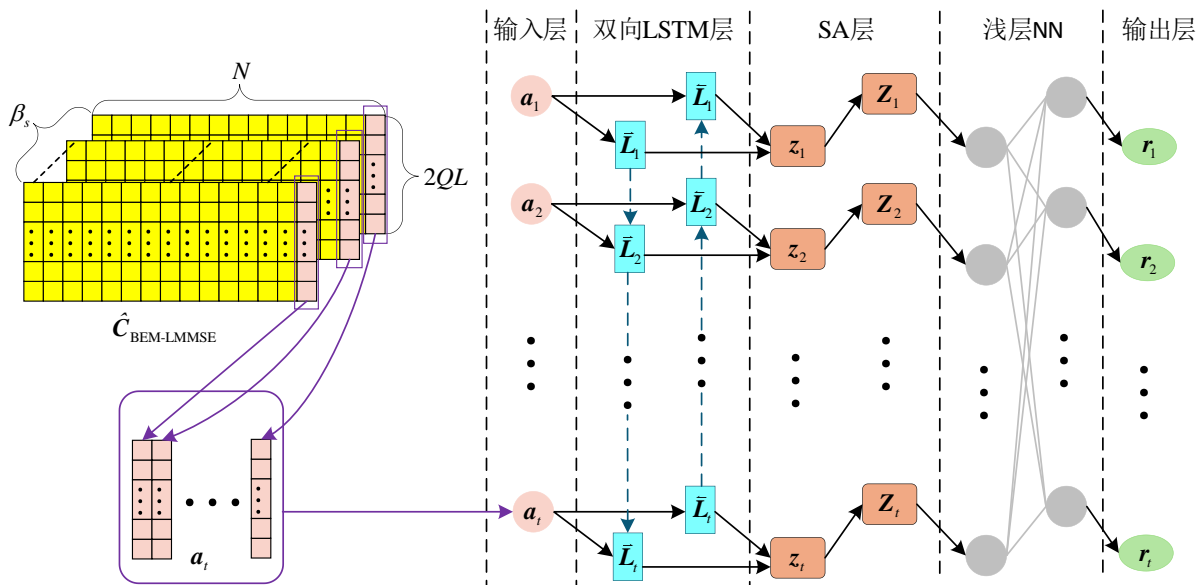 输入层 双向LSTM层 SA层 浅层NN 输出层
N
β_s
2QL
Ĉ_BEM-LMMSE
a_t
a_1 L̄_1 L̄_1 z_1 Z_1 r_1
a_2 L̄_2 L̄_2 z_2 Z_2 r_2
a_t L̄_t L̄_t z_t Z_t r_t